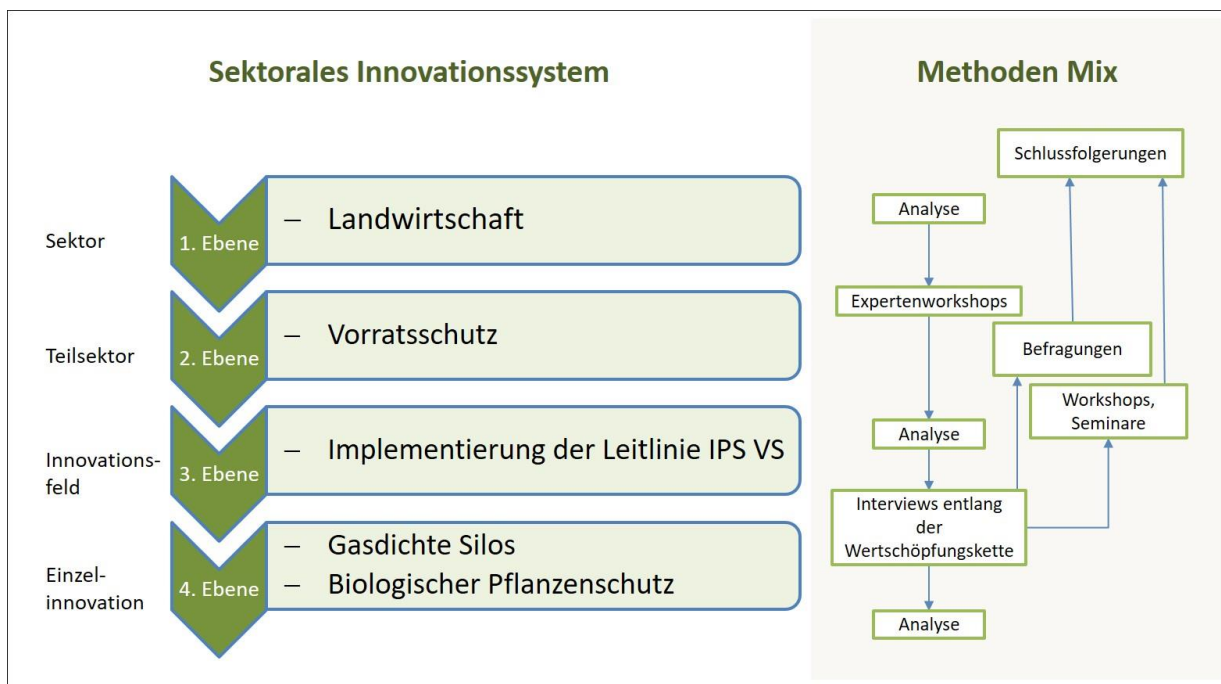 Sektorales Innovationssystem
Sektor
1. Ebene
– Landwirtschaft
Teilsektor
2. Ebene
– Vorratsschutz
Innovations-
feld
3. Ebene
– Implementierung der Leitlinie IPS VS
Einzel-
innovation
4. Ebene
– Gasdichte Silos
– Biologischer Pflanzenschutz
Methoden Mix
Schlussfolgerungen
Analyse
Expertenworkshops
Befragungen
Workshops,
Seminare
Analyse
Interviews entlang
der
Wertschöpfungskette
Analyse